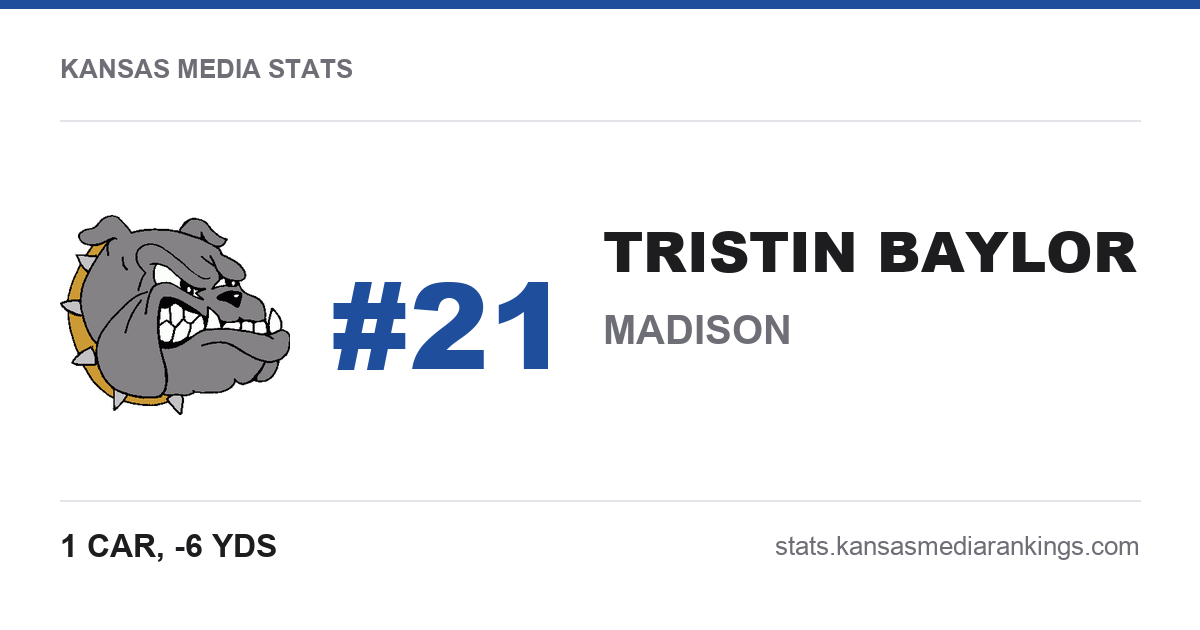 KANSAS MEDIA STATS
#21
TRISTIN BAYLOR
MADISON
1 CAR, -6 YDS
stats.kansasmediarankings.com